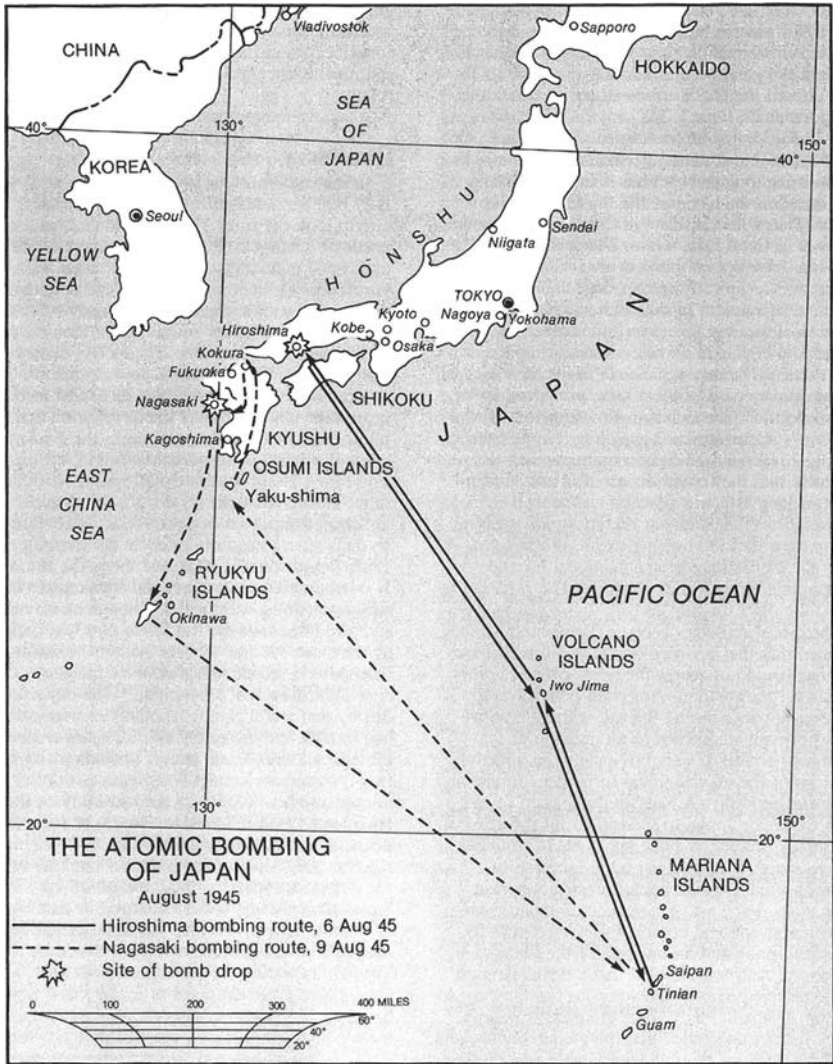 Vladivostok
Sapporo
CHINA
HOKKAIDO
SEA
OF
JAPAN
40°
130°
150°
40°
KOREA
Seoul
HONSHU
Sendai
Niigata
YELLOW
SEA
TOKYO
Kyoto
Nagoya
Yokohama
Hiroshima
Kobe
Osaka
Kokura
Fukuoka
SHIKOKU
JAPAN
Nagasaki
Kagoshima
KYUSHU
OSUMI ISLANDS
Yaku-shima
EAST
CHINA
SEA
RYUKYU
ISLANDS
Okinawa
PACIFIC OCEAN
VOLCANO
ISLANDS
Iwo Jima
130°
20°
20°
150°
THE ATOMIC BOMBING
OF JAPAN
August 1945
MARIANA
ISLANDS
Hiroshima bombing route, 6 Aug 45
Nagasaki bombing route, 9 Aug 45
Site of bomb drop
Saipan
Tinian
Guam
0 100 200 300 400 MILES
60°
40°
20°